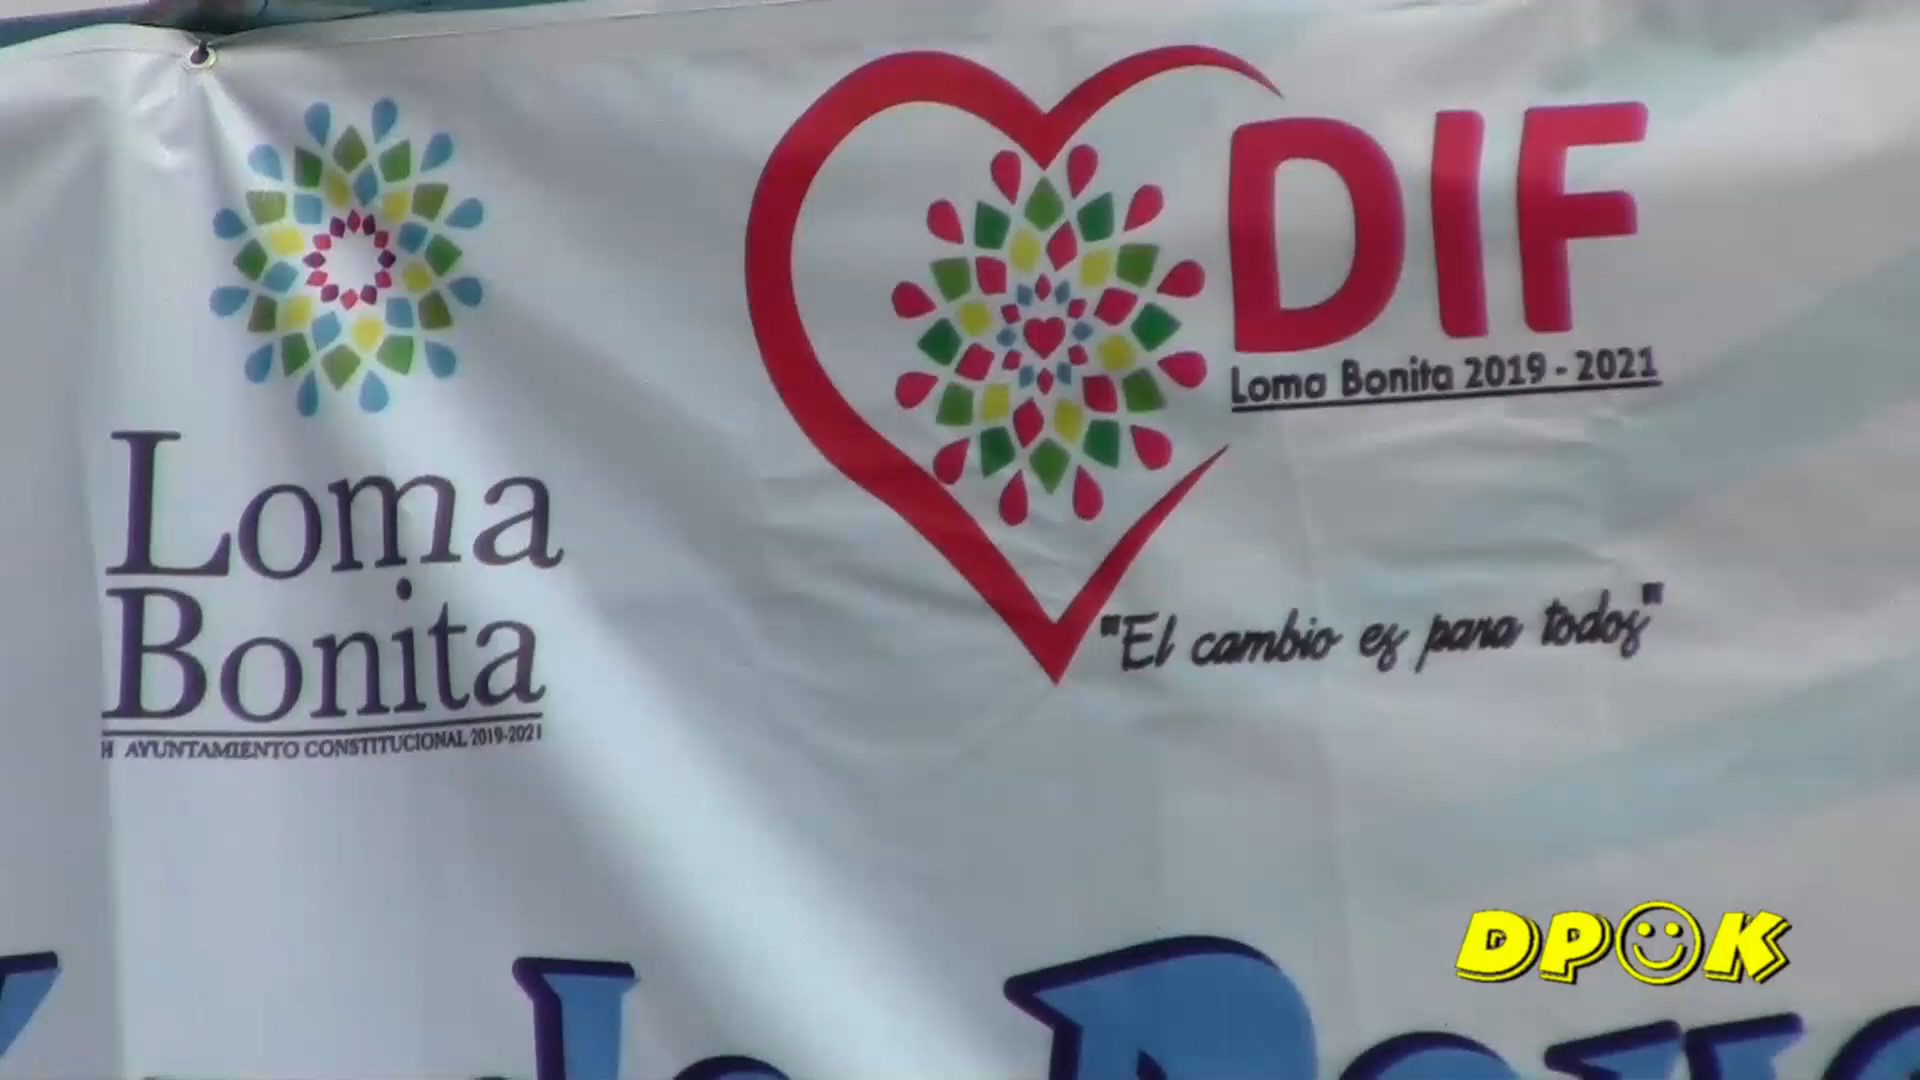 Loma
Bonita
H AYUNTAMIENTO CONSTITUCIONAL 2019-2021
DIF
Loma Bonita 2019 - 2021
"El cambio es para todos"
DPOK